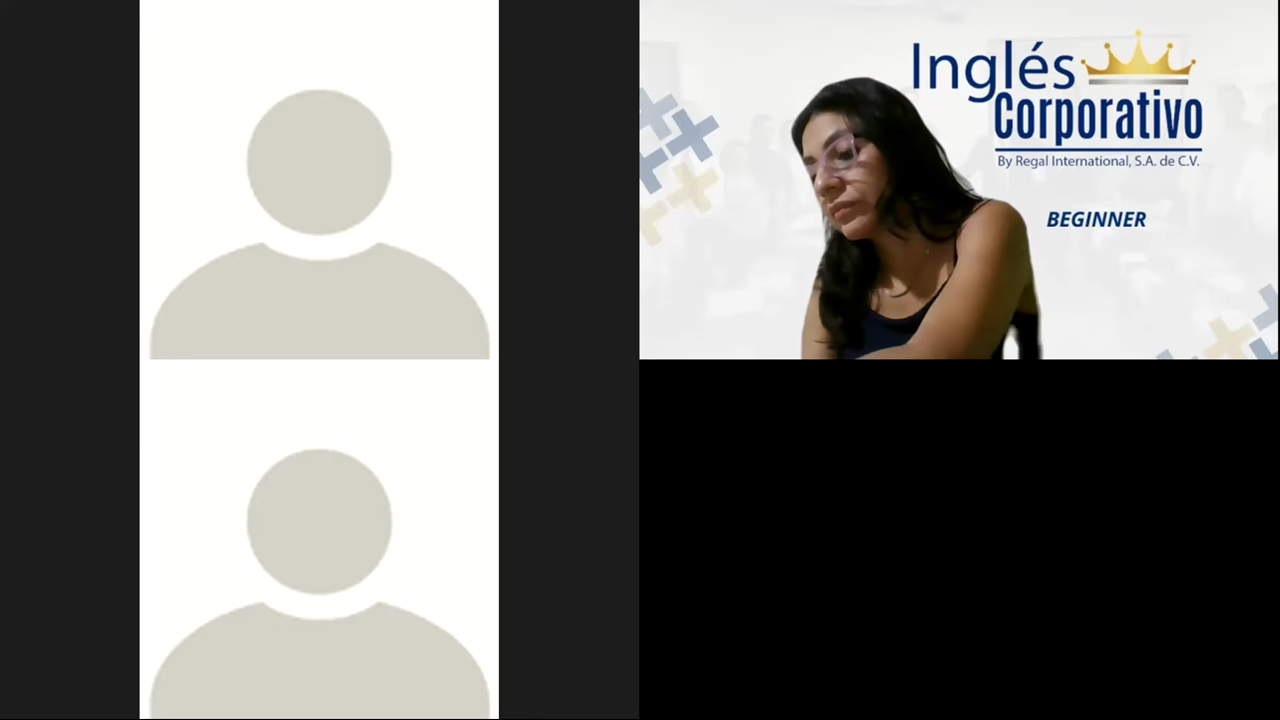 Inglés
Corporativo
By Regal International, S.A. de C.V.
BEGINNER